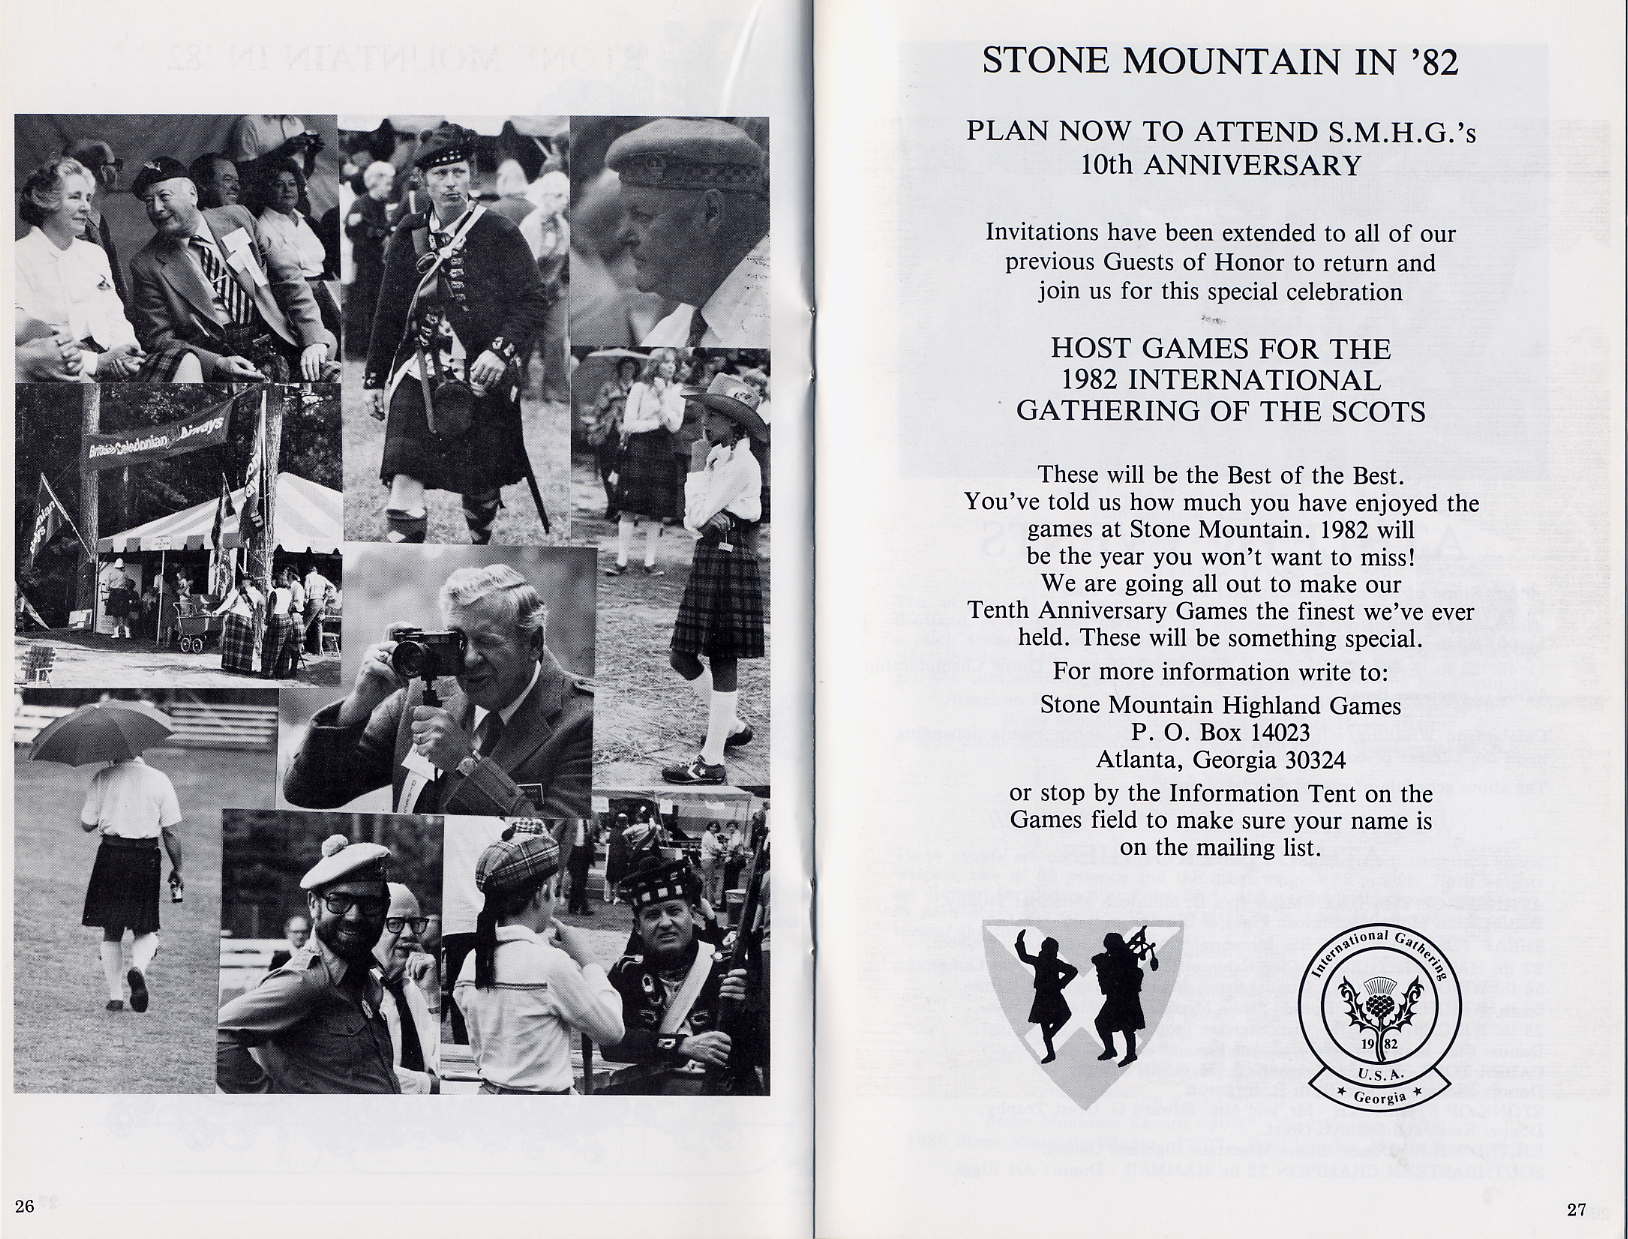 British Caledonian Airways
26
STONE MOUNTAIN IN '82
PLAN NOW TO ATTEND S.M.H.G.'s
10th ANNIVERSARY
Invitations have been extended to all of our
previous Guests of Honor to return and
join us for this special celebration
HOST GAMES FOR THE
1982 INTERNATIONAL
GATHERING OF THE SCOTS
These will be the Best of the Best.
You've told us how much you have enjoyed the
games at Stone Mountain. 1982 will
be the year you won't want to miss!
We are going all out to make our
Tenth Anniversary Games the finest we've ever
held. These will be something special.
For more information write to:
Stone Mountain Highland Games
P. O. Box 14023
Atlanta, Georgia 30324
or stop by the Information Tent on the
Games field to make sure your name is
on the mailing list.
International Gathering
19 82
U.S.A.
★ Georgia ★
27